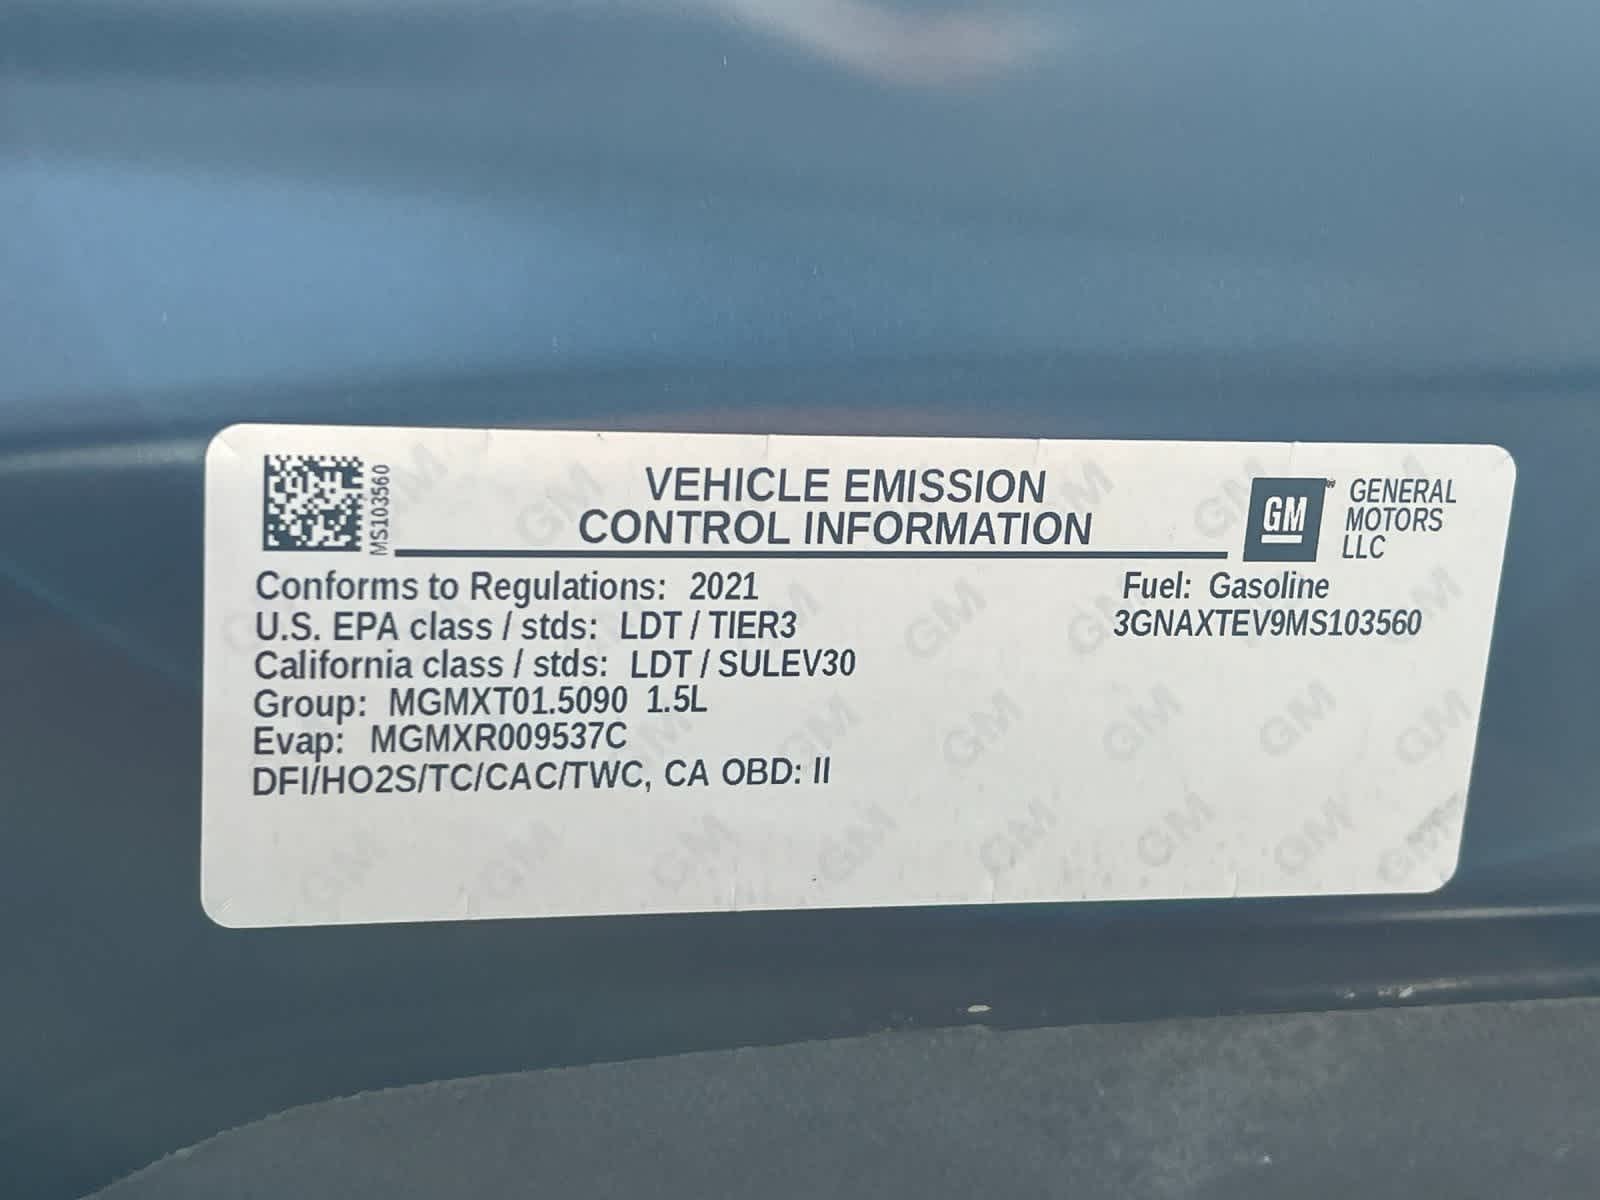 MS103560
VEHICLE EMISSION
CONTROL INFORMATION
GM
GENERAL
MOTORS
LLC
Conforms to Regulations: 2021
U.S. EPA class / stds: LDT / TIER3
California class / stds: LDT / SULEV30
Group: MGMXT01.5090 1.5L
Evap: MGMXR009537C
DFI/HO2S/TC/CAC/TWC, CA OBD: II
Fuel: Gasoline
3GNAXTEV9MS103560